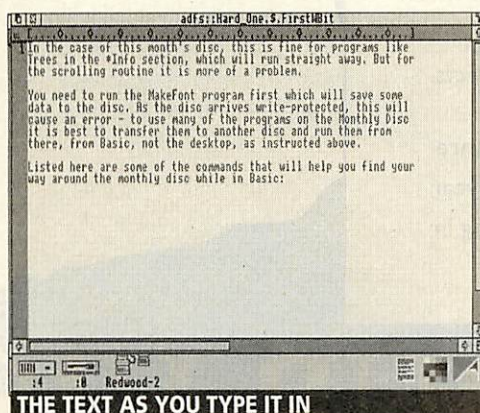 adfs::Hard_One.$.FirstWBit
In the case of this month's disc, this is fine for programs like
Trees in the *Info section, which will run straight away. But for
the scrolling routine it is more of a problem.
You need to run the MakeFont program first which will save some
data to the disc. As the disc arrives write-protected, this will
cause an error - to use many of the programs on the Monthly Disc
it is best to transfer them to another disc and run them from
there, from Basic, not the desktop, as instructed above.
Listed here are some of the commands that will help you find your
way around the monthly disc while in Basic:
:4 :0 Redwood-2
THE TEXT AS YOU TYPE IT IN